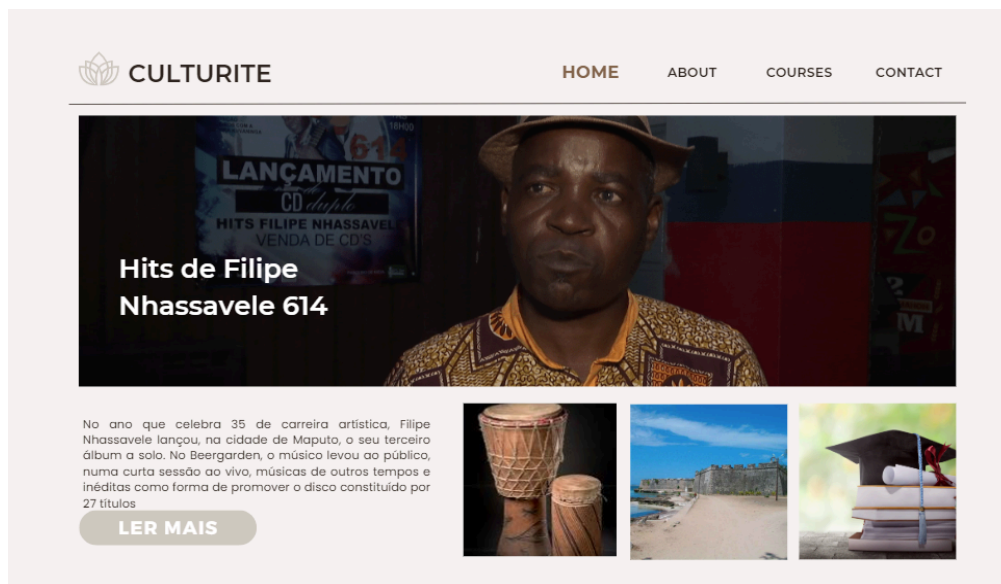 CULTURITE
HOME ABOUT COURSES CONTACT
18H00
614
LANÇAMENTO
CD duplo
HITS FILIPE NHASSAVEL
VENDA DE CD'S
Hits de Filipe
Nhassavele 614
No ano que celebra 35 de carreira artística, Filipe
Nhassavele lançou, na cidade de Maputo, o seu terceiro
álbum a solo. No Beergarden, o músico levou ao público,
numa curta sessão ao vivo, músicas de outros tempos e
inéditas como forma de promover o disco constituído por
27 títulos
LER MAIS